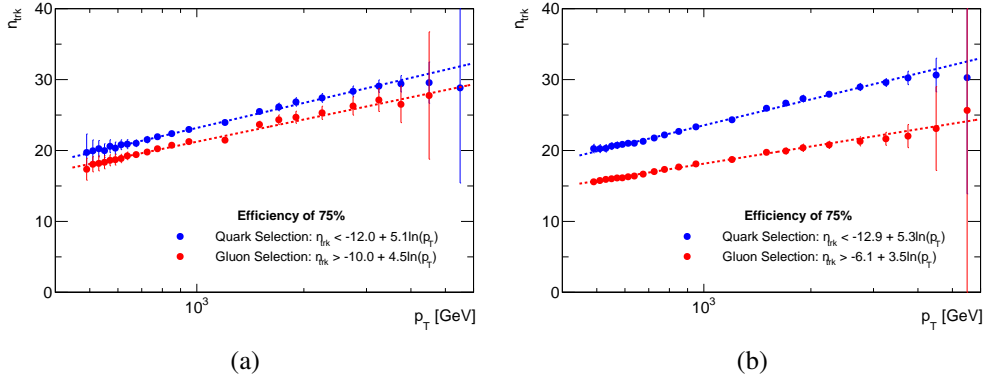 (a)
n_trk
40
30
20
10
0
Efficiency of 75%
Quark Selection: n_trk < -12.0 + 5.1ln(p_T)
Gluon Selection: n_trk > -10.0 + 4.5ln(p_T)
10^3
p_T [GeV]
(a)
(b)
n_trk
40
30
20
10
0
Efficiency of 75%
Quark Selection: n_trk < -12.9 + 5.3ln(p_T)
Gluon Selection: n_trk > -6.1 + 3.5ln(p_T)
10^3
p_T [GeV]
(b)